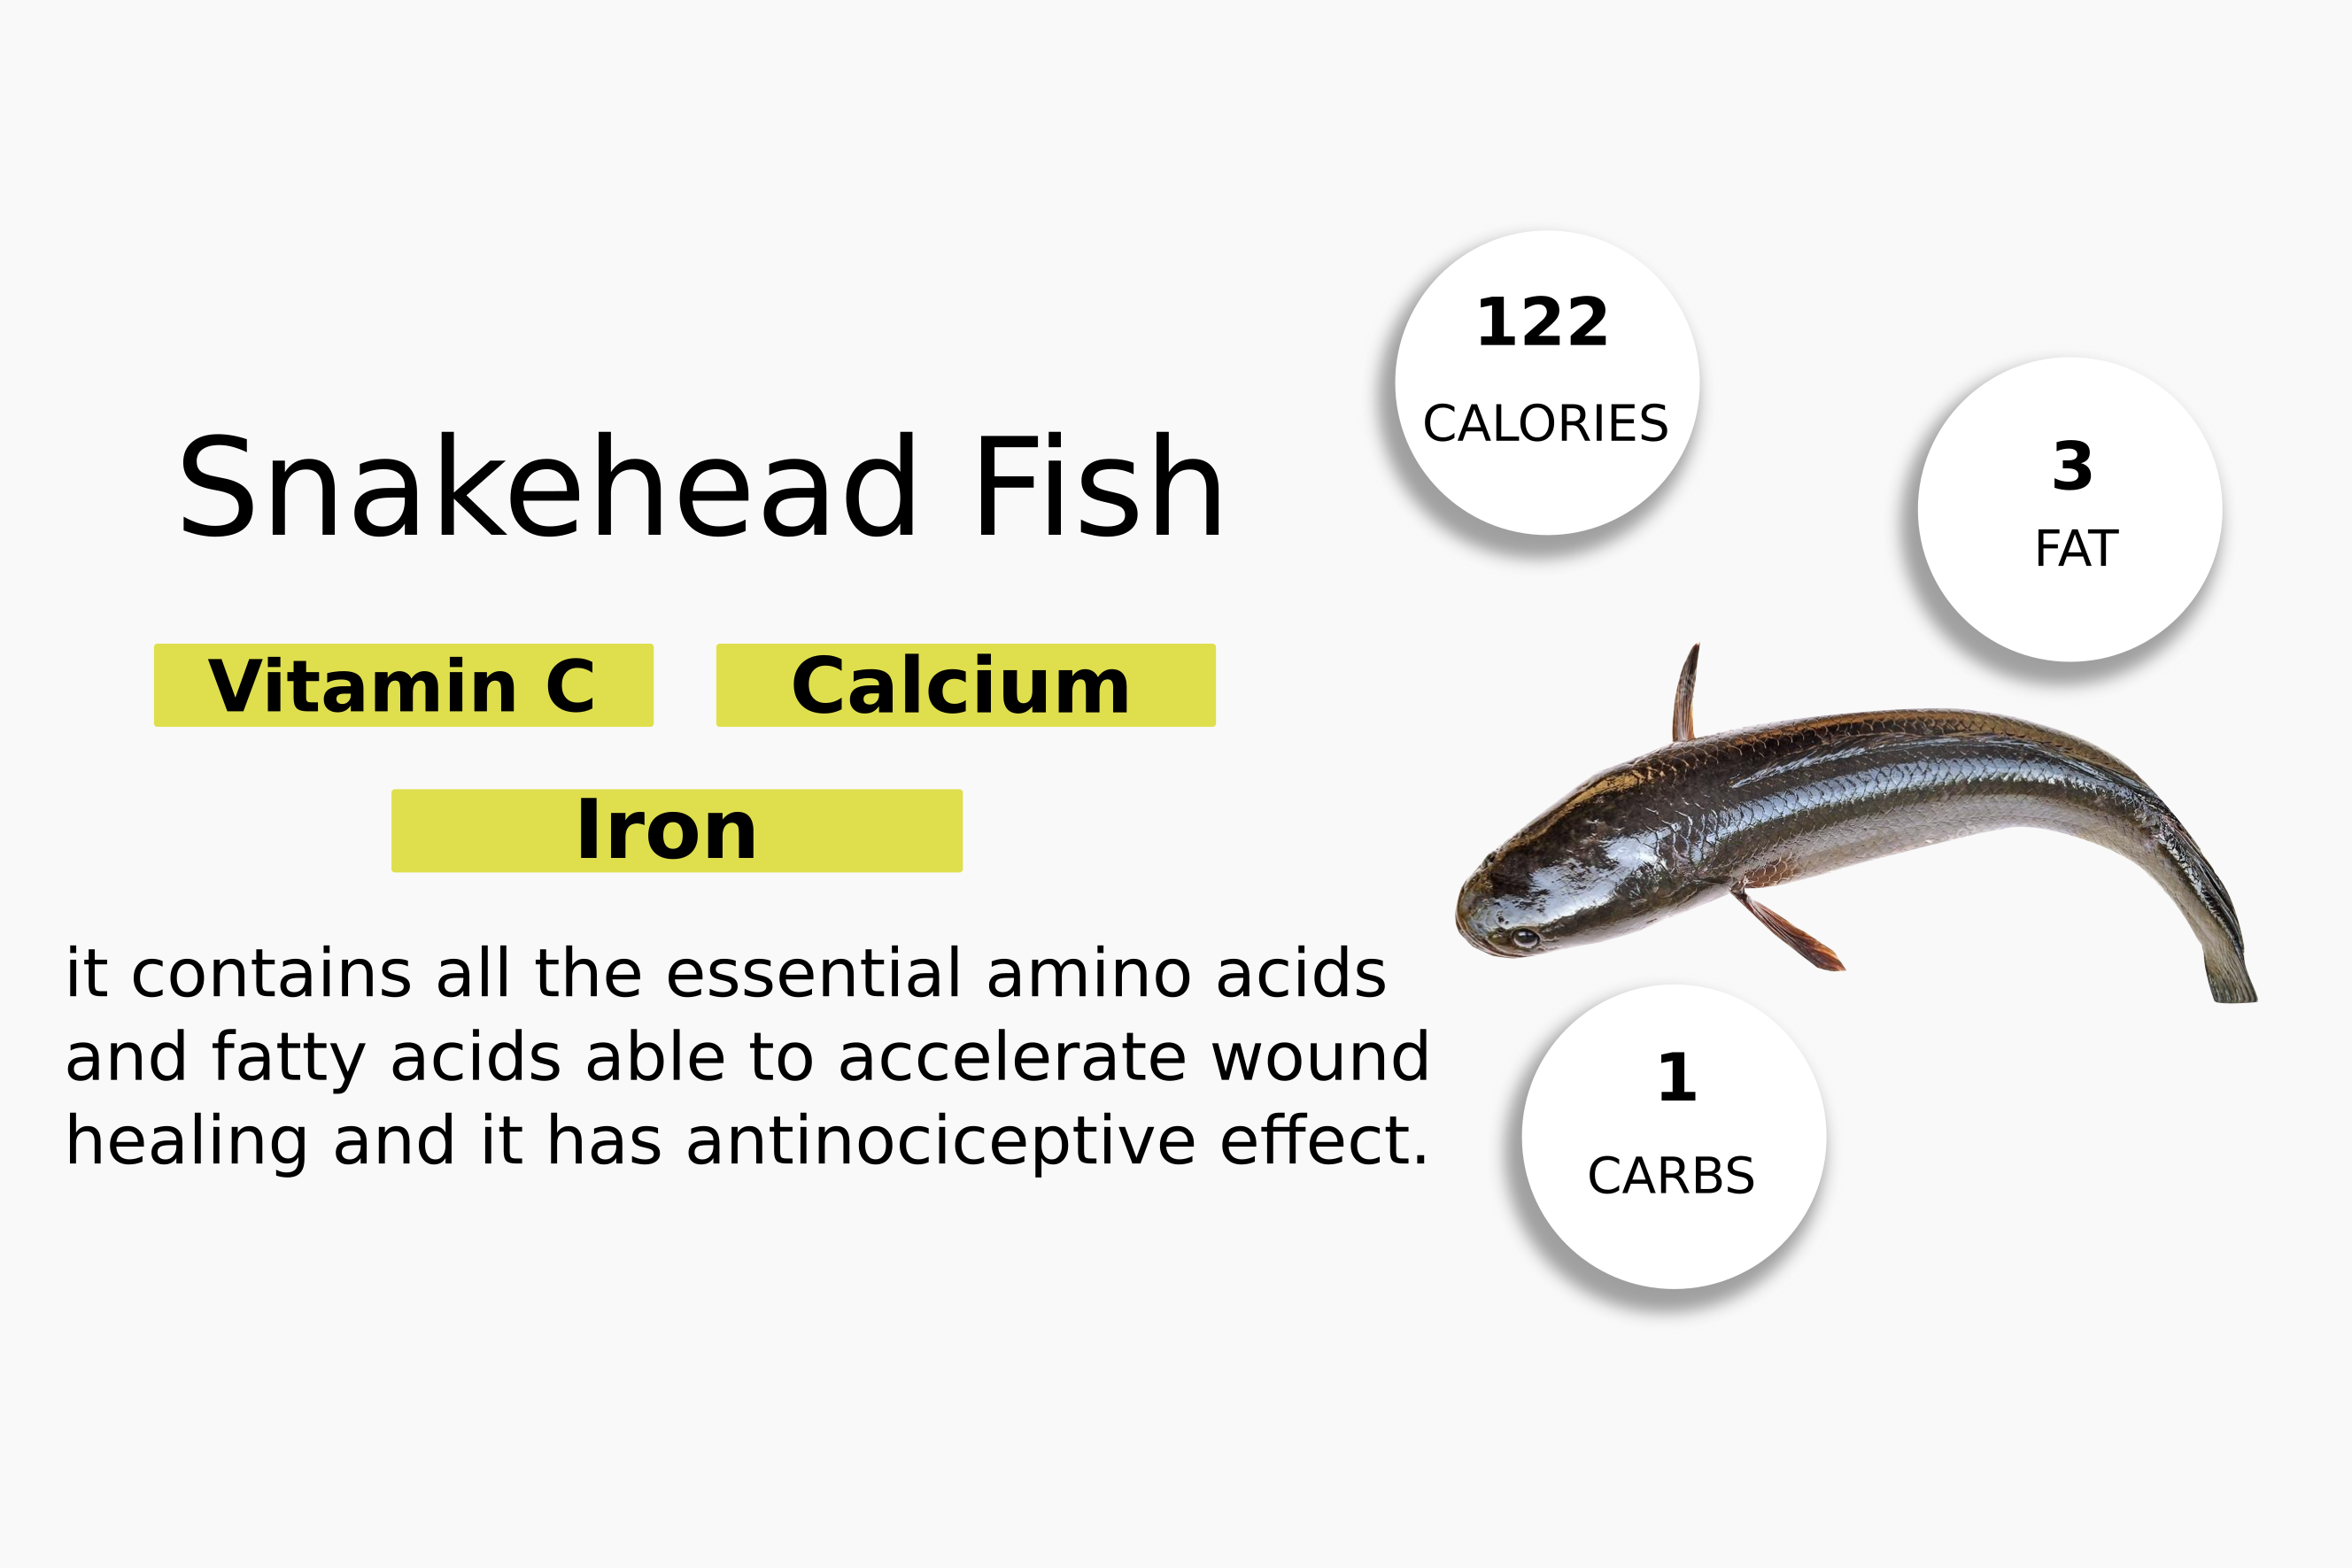 Snakehead Fish
Vitamin C
Calcium
Iron
it contains all the essential amino acids
and fatty acids able to accelerate wound
healing and it has antinociceptive effect.
122
CALORIES
3
FAT
1
CARBS